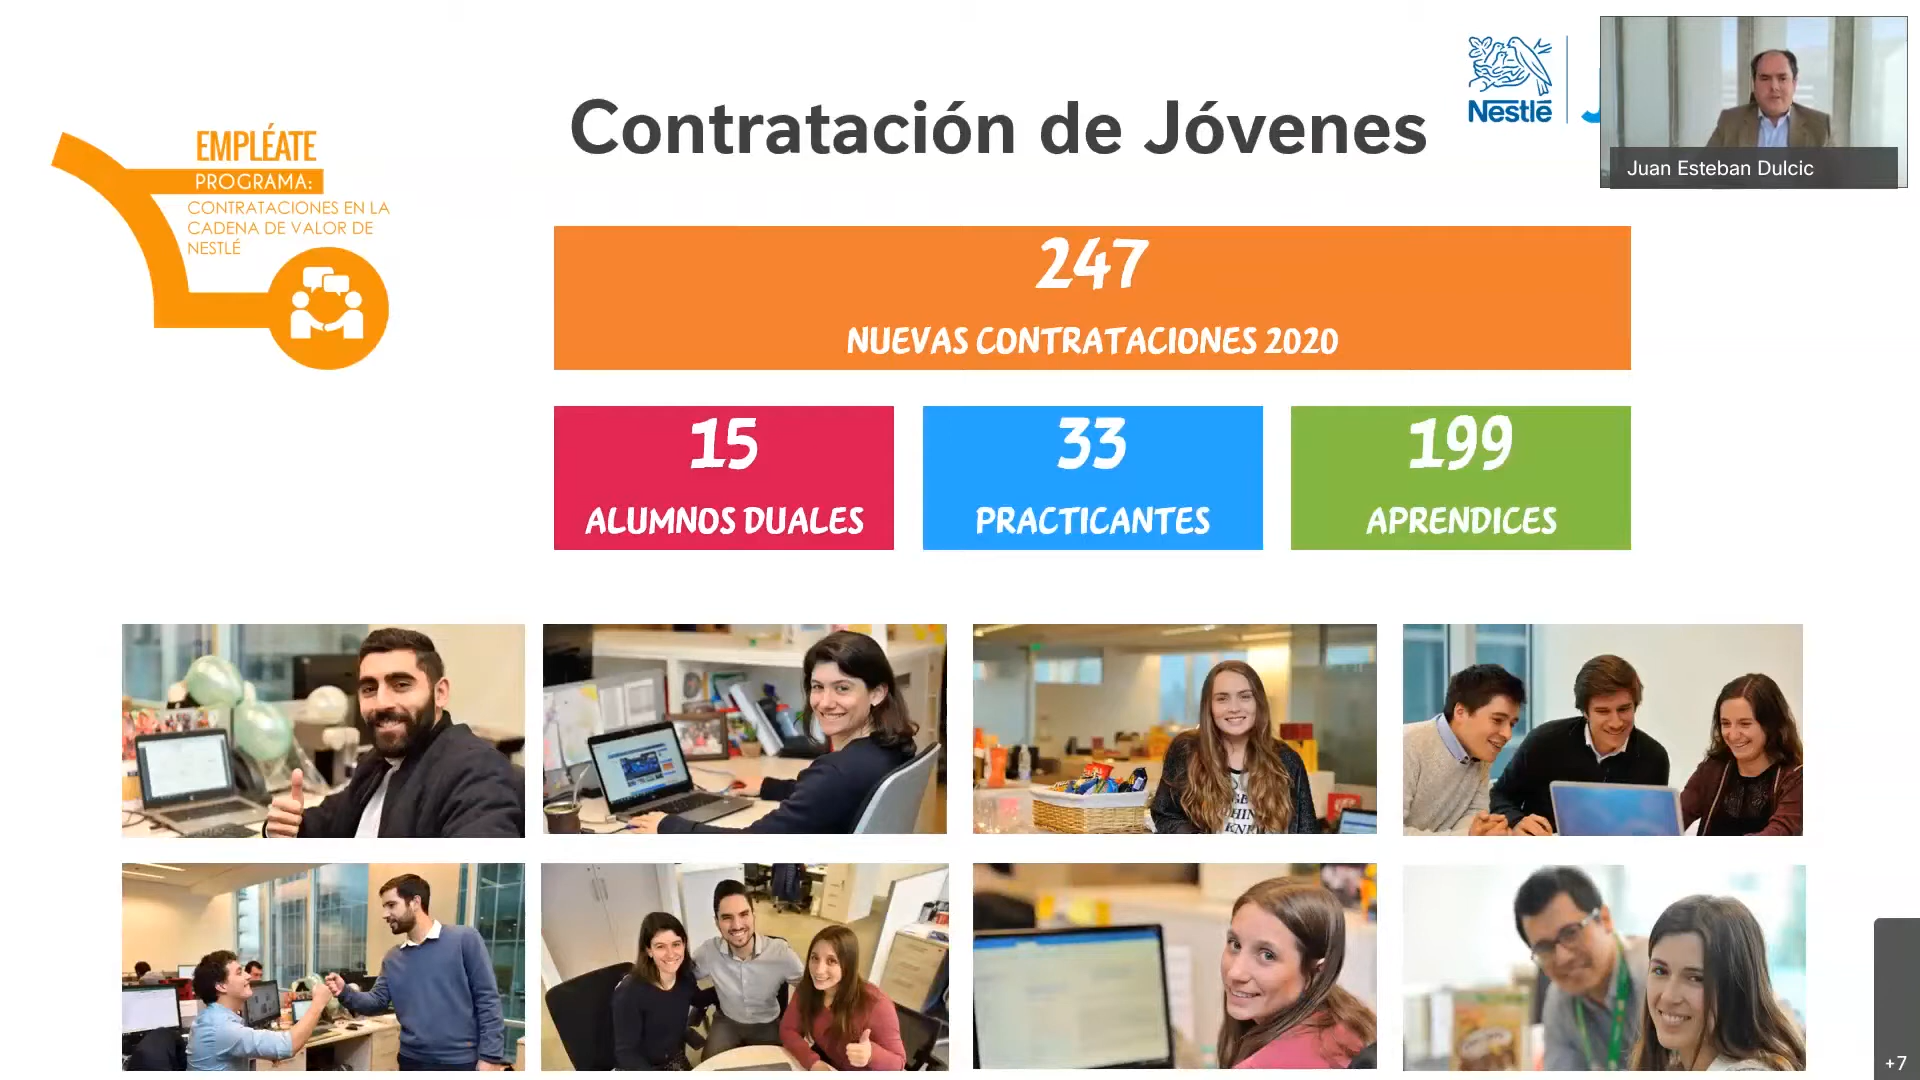 Contratación de Jóvenes
Nestlé
Juan Esteban Dulcic
EMPLÉATE
PROGRAMA:
CONTRATACIONES EN LA
CADENA DE VALOR DE
NESTLÉ
247
NUEVAS CONTRATACIONES 2020
15
ALUMNOS DUALES
33
PRACTICANTES
199
APRENDICES
+7